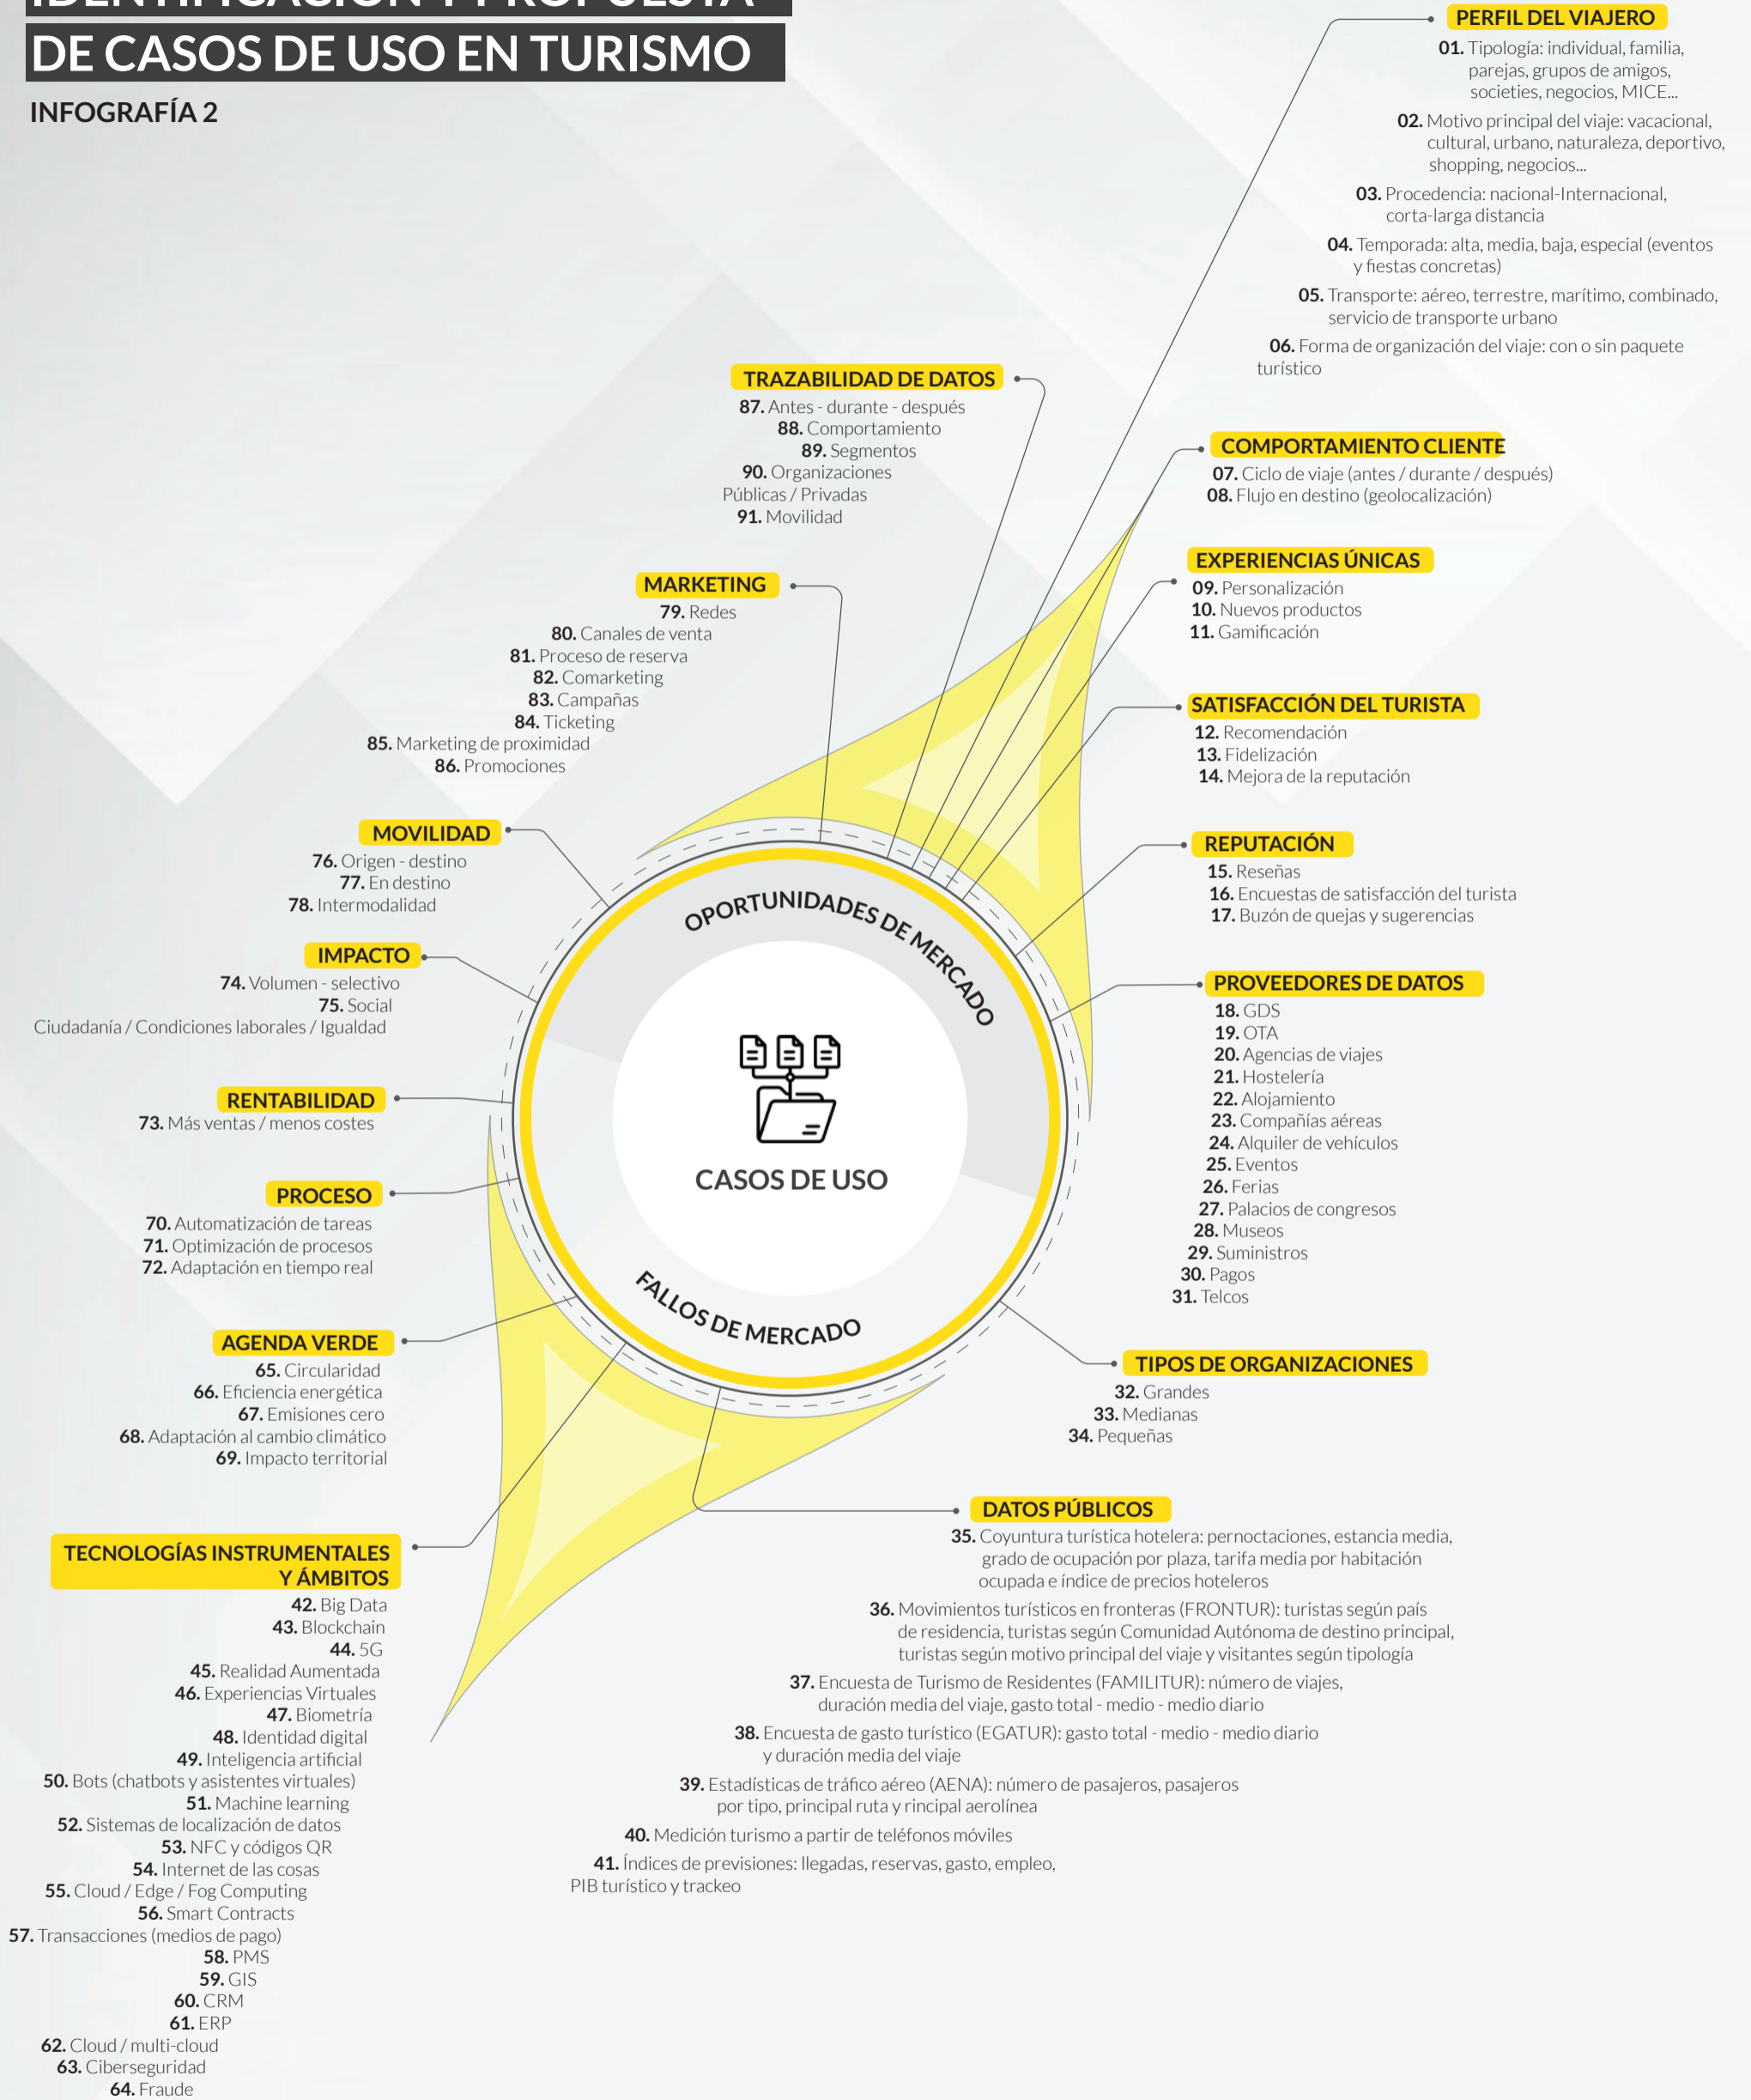 IDENTIFICACIÓN Y PROPUESTA
DE CASOS DE USO EN TURISMO
INFOGRAFÍA 2
PERFIL DEL VIAJERO
01. Tipología: individual, familia,
parejas, grupos de amigos,
societies, negocios, MICE...
02. Motivo principal del viaje: vacacional,
cultural, urbano, naturaleza, deportivo,
shopping, negocios...
03. Procedencia: nacional-Internacional,
corta-larga distancia
04. Temporada: alta, media, baja, especial (eventos
y fiestas concretas)
05. Transporte: aéreo, terrestre, marítimo, combinado,
servicio de transporte urbano
06. Forma de organización del viaje: con o sin paquete
turístico
COMPORTAMIENTO CLIENTE
07. Ciclo de viaje (antes / durante / después)
08. Flujo en destino (geolocalización)
EXPERIENCIAS ÚNICAS
09. Personalización
10. Nuevos productos
11. Gamificación
SATISFACCIÓN DEL TURISTA
12. Recomendación
13. Fidelización
14. Mejora de la reputación
REPUTACIÓN
15. Reseñas
16. Encuestas de satisfacción del turista
17. Buzón de quejas y sugerencias
PROVEEDORES DE DATOS
18. GDS
19. OTA
20. Agencias de viajes
21. Hostelería
22. Alojamiento
23. Compañías aéreas
24. Alquiler de vehículos
25. Eventos
26. Ferias
27. Palacios de congresos
28. Museos
29. Suministros
30. Pagos
31. Telcos
TIPOS DE ORGANIZACIONES
32. Grandes
33. Medianas
34. Pequeñas
DATOS PÚBLICOS
35. Coyuntura turística hotelera: pernoctaciones, estancia media,
grado de ocupación por plaza, tarifa media por habitación
ocupada e índice de precios hoteleros
36. Movimientos turísticos en fronteras (FRONTUR): turistas según país
de residencia, turistas según Comunidad Autónoma de destino principal,
turistas según motivo principal del viaje y visitantes según tipología
37. Encuesta de Turismo de Residentes (FAMILITUR): número de viajes,
duración media del viaje, gasto total - medio - medio diario
38. Encuesta de gasto turístico (EGATUR): gasto total - medio - medio diario
y duración media del viaje
39. Estadísticas de tráfico aéreo (AENA): número de pasajeros, pasajeros
por tipo, principal ruta y rincipal aerolínea
40. Medición turismo a partir de teléfonos móviles
41. Índices de previsiones: llegadas, reservas, gasto, empleo,
PIB turístico y trackeo
TECNOLOGÍAS INSTRUMENTALES
Y ÁMBITOS
42. Big Data
43. Blockchain
44. 5G
45. Realidad Aumentada
46. Experiencias Virtuales
47. Biometría
48. Identidad digital
49. Inteligencia artificial
50. Bots (chatbots y asistentes virtuales)
51. Machine learning
52. Sistemas de localización de datos
53. NFC y códigos QR
54. Internet de las cosas
55. Cloud / Edge / Fog Computing
56. Smart Contracts
57. Transacciones (medios de pago)
58. PMS
59. GIS
60. CRM
61. ERP
62. Cloud / multi-cloud
63. Ciberseguridad
64. Fraude
AGENDA VERDE
65. Circularidad
66. Eficiencia energética
67. Emisiones cero
68. Adaptación al cambio climático
69. Impacto territorial
PROCESO
70. Automatización de tareas
71. Optimización de procesos
72. Adaptación en tiempo real
RENTABILIDAD
73. Más ventas / menos costes
IMPACTO
74. Volumen - selectivo
75. Social
Ciudadanía / Condiciones laborales / Igualdad
MOVILIDAD
76. Origen - destino
77. En destino
78. Intermodalidad
MARKETING
79. Redes
80. Canales de venta
81. Proceso de reserva
82. Comarketing
83. Campañas
84. Ticketing
85. Marketing de proximidad
86. Promociones
TRAZABILIDAD DE DATOS
87. Antes - durante - después
88. Comportamiento
89. Segmentos
90. Organizaciones
Públicas / Privadas
91. Movilidad
OPORTUNIDADES DE MERCADO
CASOS DE USO
FALLOS DE MERCADO